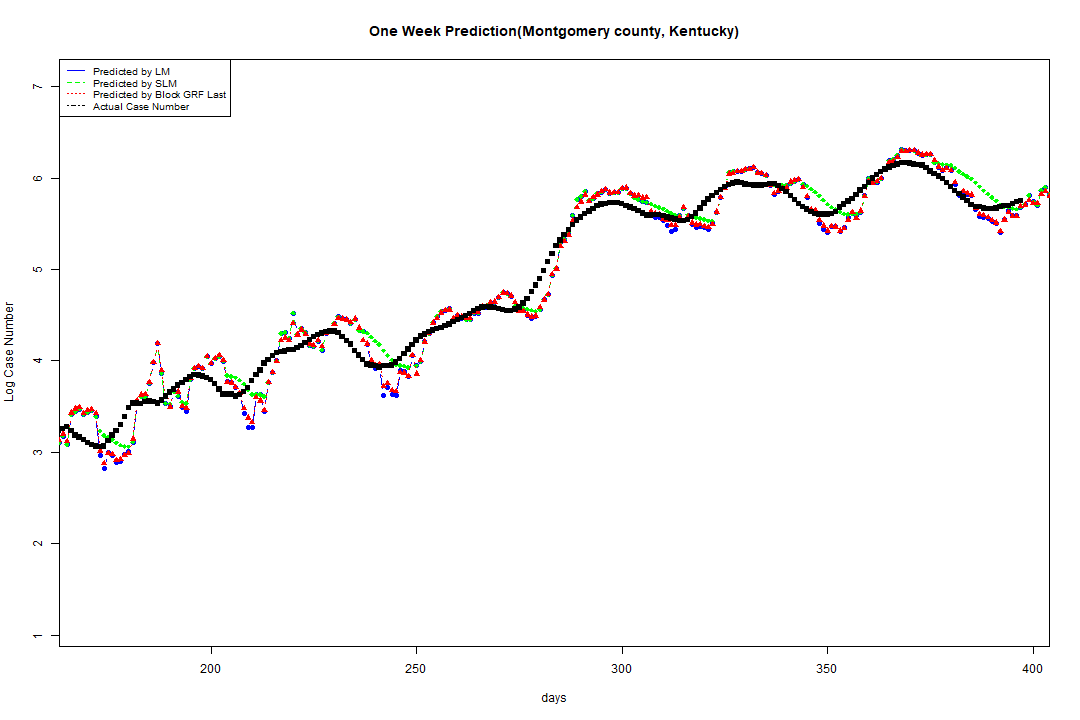 One Week Prediction(Montgomery county, Kentucky)
Predicted by LM
Predicted by SLM
Predicted by Block GRF Last
Actual Case Number
7
6
5
4
3
2
1
Log Case Number
200 250 300 350 400
days